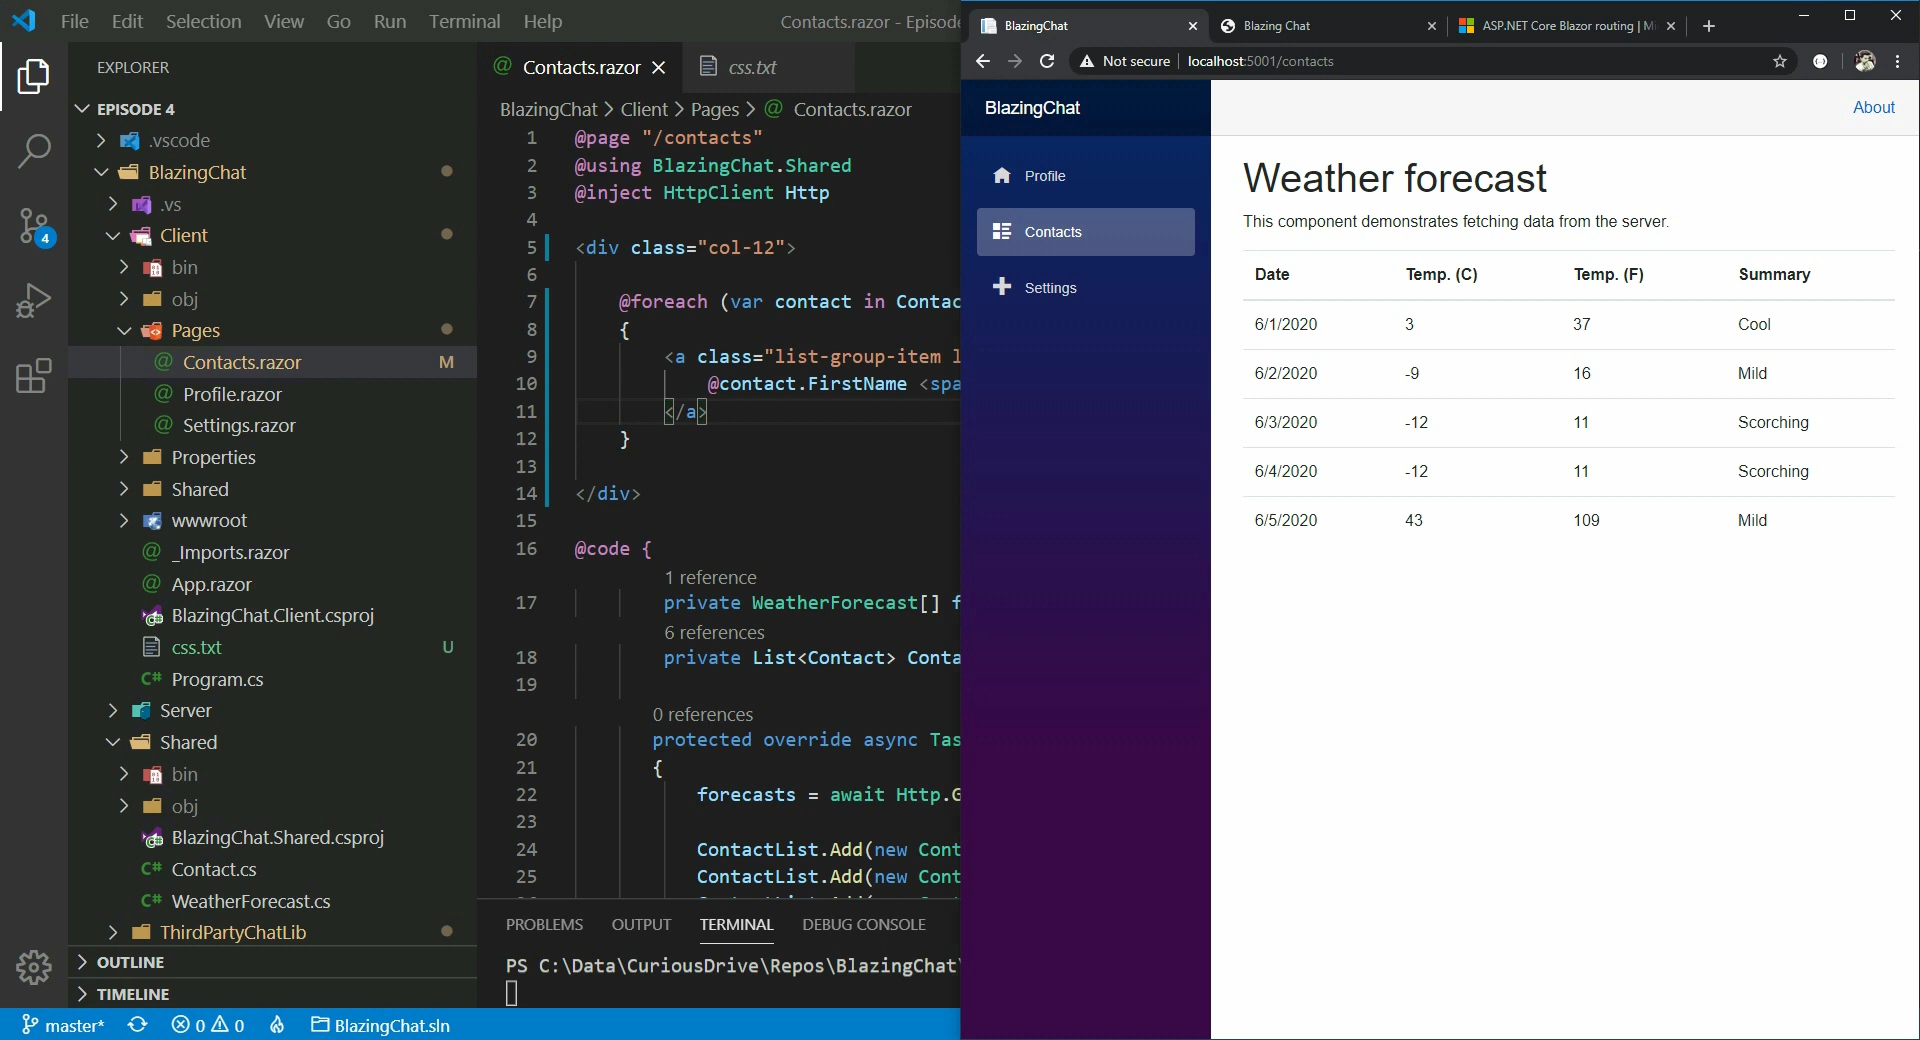 File Edit Selection View Go Run Terminal Help
Contacts.razor - Episode
EXPLORER
EPISODE 4
.vscode
BlazingChat
.vs
Client
bin
obj
Pages
Contacts.razor M
Profile.razor
Settings.razor
Properties
Shared
wwwroot
_Imports.razor
App.razor
BlazingChat.Client.csproj
css.txt U
Program.cs
Server
Shared
bin
obj
BlazingChat.Shared.csproj
Contact.cs
WeatherForecast.cs
ThirdPartyChatLib
OUTLINE
TIMELINE
4
Contacts.razor css.txt
BlazingChat > Client > Pages > Contacts.razor
1 @page "/contacts"
2 @using BlazingChat.Shared
3 @inject HttpClient Http
4
5 <div class="col-12">
6
7 @foreach (var contact in Contac
8 {
9 <a class="list-group-item l
10 @contact.FirstName <spa
11 </a>
12 }
13
14 </div>
15
16 @code {
1 reference
17 private WeatherForecast[] f
6 references
18 private List<Contact> Conta
19
0 references
20 protected override async Tas
21 {
22 forecasts = await Http.G
23
24 ContactList.Add(new Cont
25 ContactList.Add(new Cont
PROBLEMS OUTPUT TERMINAL DEBUG CONSOLE
PS C:\Data\CuriousDrive\Repos\BlazingChat\
master* 0 0 BlazingChat.sln
BlazingChat Blazing Chat ASP.NET Core Blazor routing | Mi
Not secure localhost:5001/contacts
BlazingChat
About
Profile
Contacts
Settings
Weather forecast
This component demonstrates fetching data from the server.
Date Temp. (C) Temp. (F) Summary
6/1/2020 3 37 Cool
6/2/2020 -9 16 Mild
6/3/2020 -12 11 Scorching
6/4/2020 -12 11 Scorching
6/5/2020 43 109 Mild